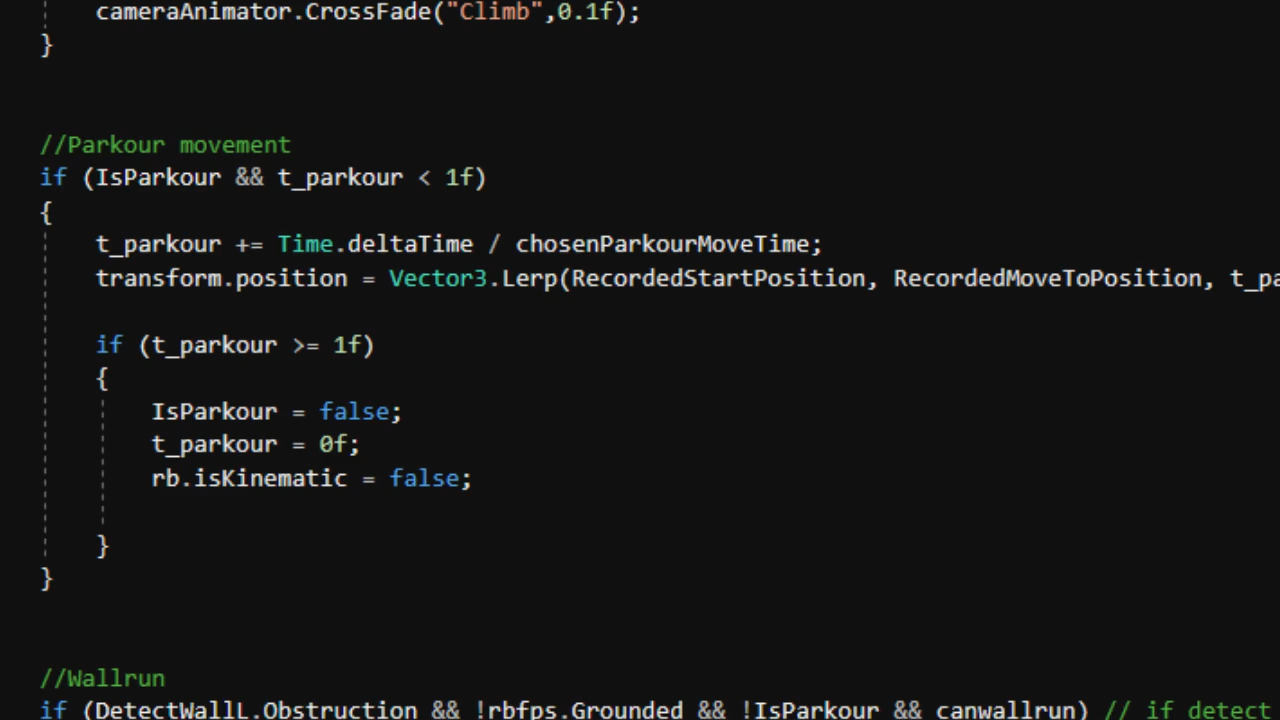 cameraAnimator.CrossFade("Climb",0.1f);
}
//Parkour movement
if (IsParkour && t_parkour < 1f)
{
t_parkour += Time.deltaTime / chosenParkourMoveTime;
transform.position = Vector3.Lerp(RecordedStartPosition, RecordedMoveToPosition, t_pa
if (t_parkour >= 1f)
{
IsParkour = false;
t_parkour = 0f;
rb.isKinematic = false;
}
}
//Wallrun
if (DetectWallL.Obstruction && !rbfps.Grounded && !IsParkour && canwallrun) // if detect